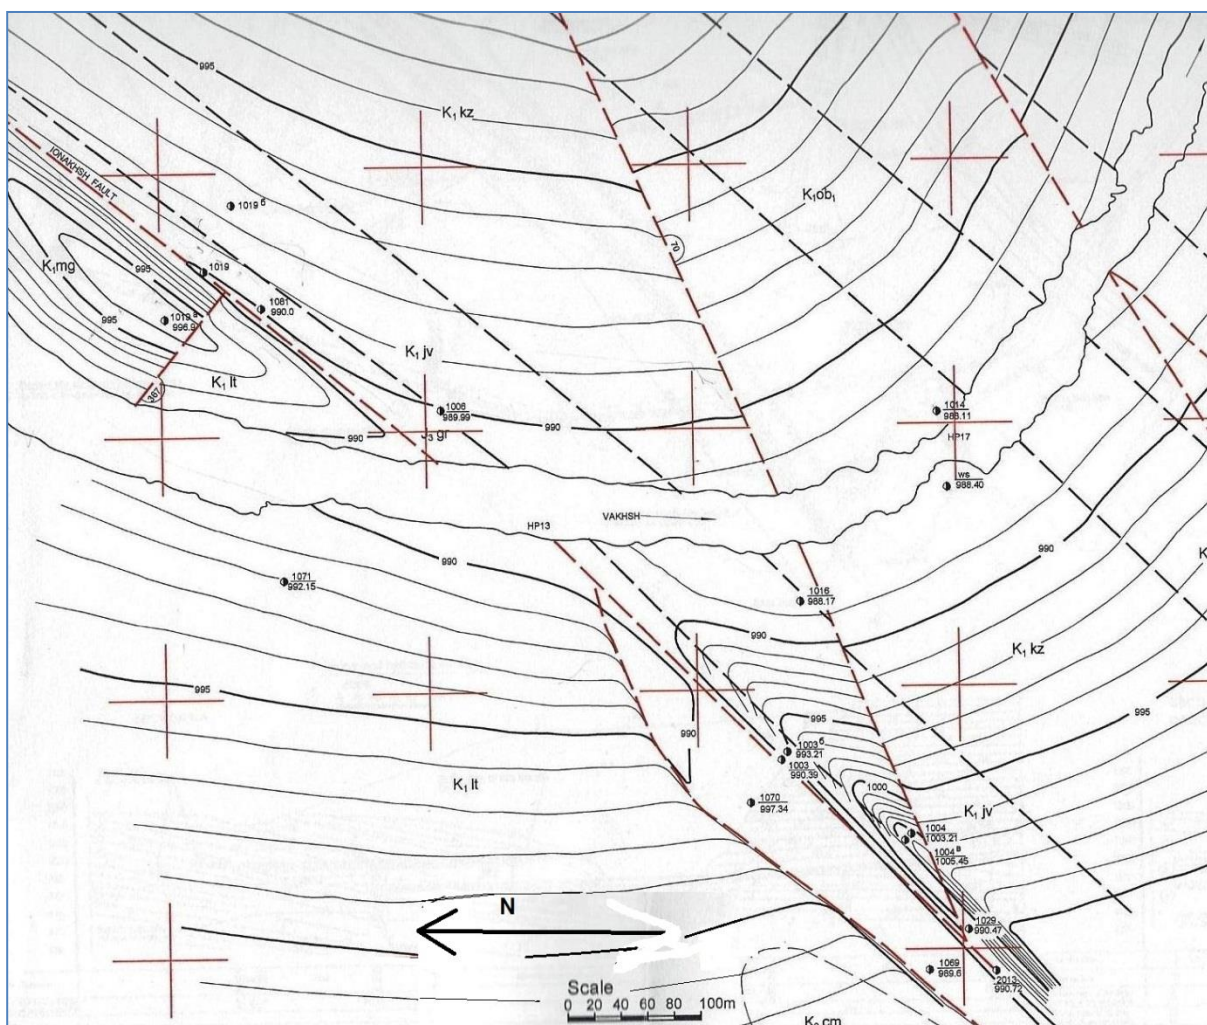 995
K₁ kz
IONAKHSH FAULT
K₁ob₁
1019 б
70
K₁mg
995
1019
995
1019 а
996.9
1081
990.0
K₁ jv
K₁ lt
367
1006
989.99
J₃ gr
990
990
1014
988.11
HP17
ws
988.40
HP13
VAKHSH
990
990
1071
992.15
1016
988.17
990
K₁ kz
995
995
995
990
1003 б
993.21
1003
990.39
K₁ lt
1000
1070
997.34
K₁ jv
1004
1003.21
1004 в
1005.45
N
1029
990.47
1069
989.6
2013
990.72
Scale
0 20 40 60 80 100m
K₂ cm